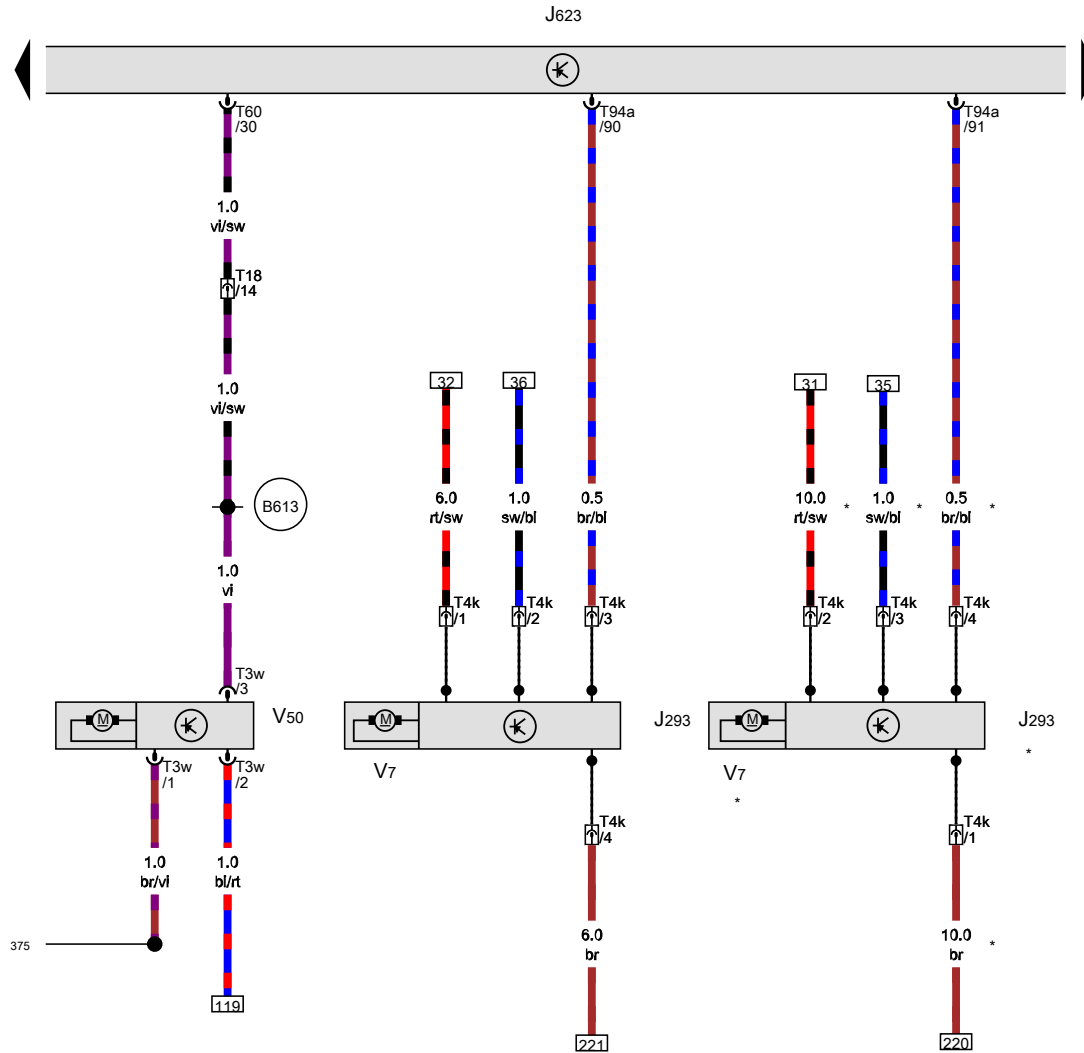 J623
T60
/30
T94a
/90
T94a
/91
1.0
vi/sw
T18
/14
1.0
vi/sw
32
36
31
35
B613
6.0
rt/sw
1.0
sw/bl
0.5
br/bl
10.0
rt/sw
*
1.0
sw/bl
*
0.5
br/bl
*
1.0
vi
T4k
/1
T4k
/2
T4k
/3
T4k
/2
T4k
/3
T4k
/4
T3w
/3
M
V50
M
J293
M
J293
*
T3w
/1
T3w
/2
V7
V7
*
T4k
/4
T4k
/1
1.0
br/vi
1.0
bl/rt
375
6.0
br
10.0
br
*
119
221
220